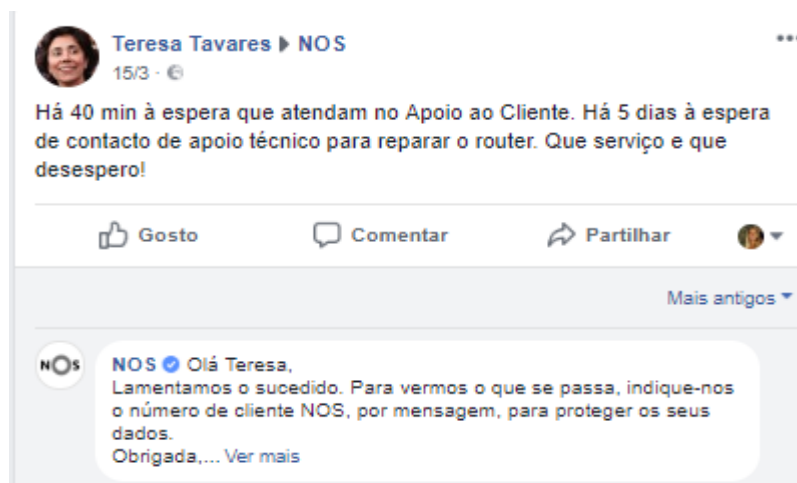 Teresa Tavares ▸ NOS
15/3 ·
Há 40 min à espera que atendam no Apoio ao Cliente. Há 5 dias à espera
de contacto de apoio técnico para reparar o router. Que serviço e que
desespero!
Gosto Comentar Partilhar
Mais antigos
NOS
NOS Olá Teresa,
Lamentamos o sucedido. Para vermos o que se passa, indique-nos
o número de cliente NOS, por mensagem, para proteger os seus
dados.
Obrigada,... Ver mais